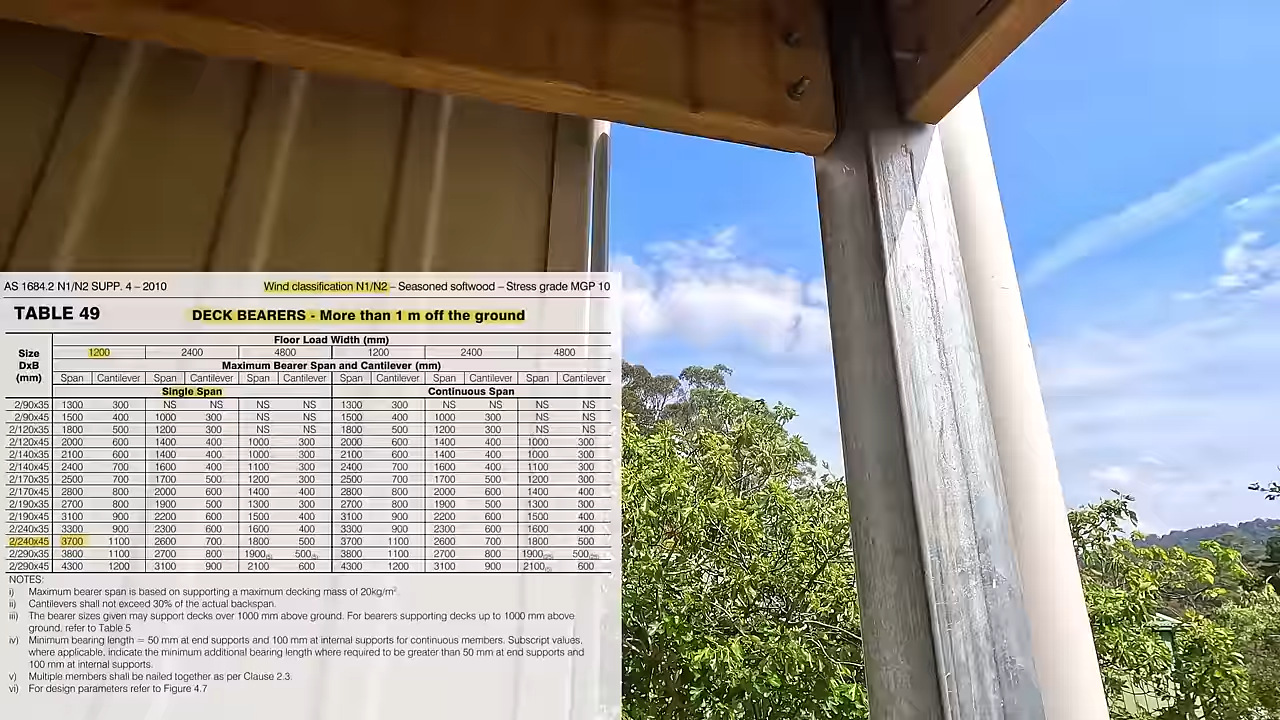 AS 1684.2 N1/N2 SUPP. 4 – 2010 Wind classification N1/N2 – Seasoned softwood – Stress grade MGP 10
TABLE 49 DECK BEARERS - More than 1 m off the ground
Size DxB (mm) Floor Load Width (mm)
1200 2400 4800 1200 2400 4800
Maximum Bearer Span and Cantilever (mm)
Span Cantilever Span Cantilever Span Cantilever Span Cantilever Span Cantilever Span Cantilever
Single Span Continuous Span
2/90x35 1300 300 NS NS NS NS 1300 300 NS NS NS NS
2/90x45 1500 400 1000 300 NS NS 1500 400 1000 300 NS NS
2/120x35 1800 500 1200 300 NS NS 1800 500 1200 300 NS NS
2/120x45 2000 600 1400 400 1000 300 2000 600 1400 400 1000 300
2/140x35 2100 600 1400 400 1000 300 2100 600 1400 400 1000 300
2/140x45 2400 700 1600 400 1100 300 2400 700 1600 400 1100 300
2/170x35 2500 700 1700 500 1200 300 2500 700 1700 500 1200 300
2/170x45 2800 800 2000 600 1400 400 2800 800 2000 600 1400 400
2/190x35 2700 800 1900 500 1300 300 2700 800 1900 500 1300 300
2/190x45 3100 900 2200 600 1500 400 3100 900 2200 600 1500 400
2/240x35 3300 900 2300 600 1600 400 3300 900 2300 600 1600 400
2/240x45 3700 1100 2600 700 1800 500 3700 1100 2600 700 1800 500
2/290x35 3800 1100 2700 800 1900 500 3800 1100 2700 800 1900 500
2/290x45 4300 1200 3100 900 2100 600 4300 1200 3100 900 2100 600
NOTES:
i) Maximum bearer span is based on supporting a maximum decking mass of 20kg/m².
ii) Cantilevers shall not exceed 30% of the actual backspan.
iii) The bearer sizes given may support decks over 1000 mm above ground. For bearers supporting decks up to 1000 mm above
ground, refer to Table 5
iv) Minimum bearing length = 50 mm at end supports and 100 mm at internal supports for continuous members. Subscript values,
where applicable, indicate the minimum additional bearing length where required to be greater than 50 mm at end supports and
100 mm at internal supports.
v) Multiple members shall be nailed together as per Clause 2.3.
vi) For design parameters refer to Figure 4.7